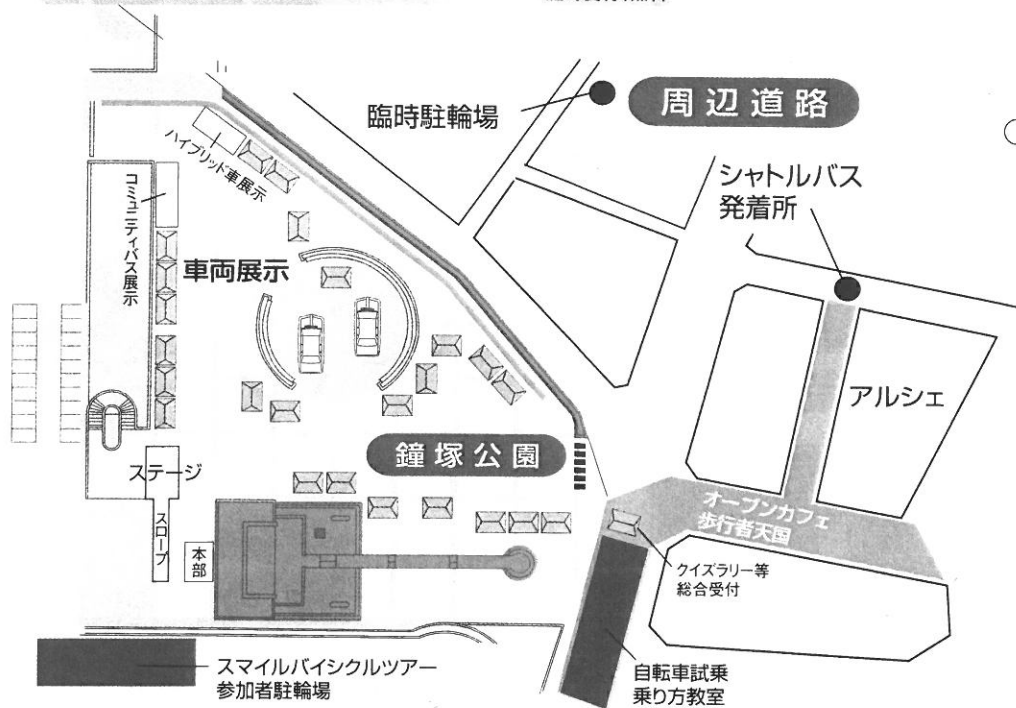 臨時駐輪場
周辺道路
シャトルバス
発着所
ハイブリッド車展示
コミュニティバス展示
車両展示
アルシェ
鐘塚公園
ステージ
スロープ
本部
オープンカフェ
歩行者天国
クイズラリー等
総合受付
スマイルバイシクルツアー
参加者駐輪場
自転車試乗
乗り方教室